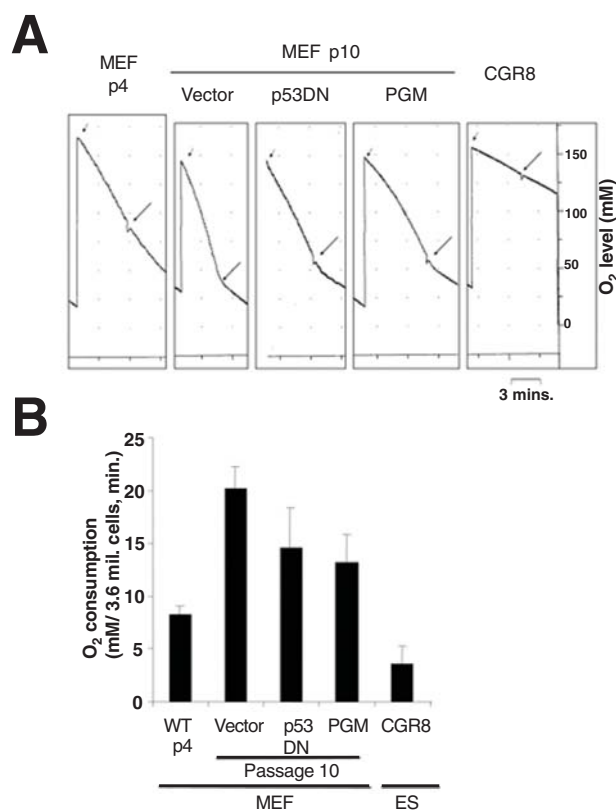 A
MEF
p4
MEF p10
Vector
p53DN
PGM
CGR8
150
100
50
0
O2 level (mM)
3 mins.
B
O2 consumption
(mM/ 3.6 mil. cells, min.)
25
20
15
10
5
0
WT
p4
Vector
p53
DN
PGM
CGR8
Passage 10
MEF
ES